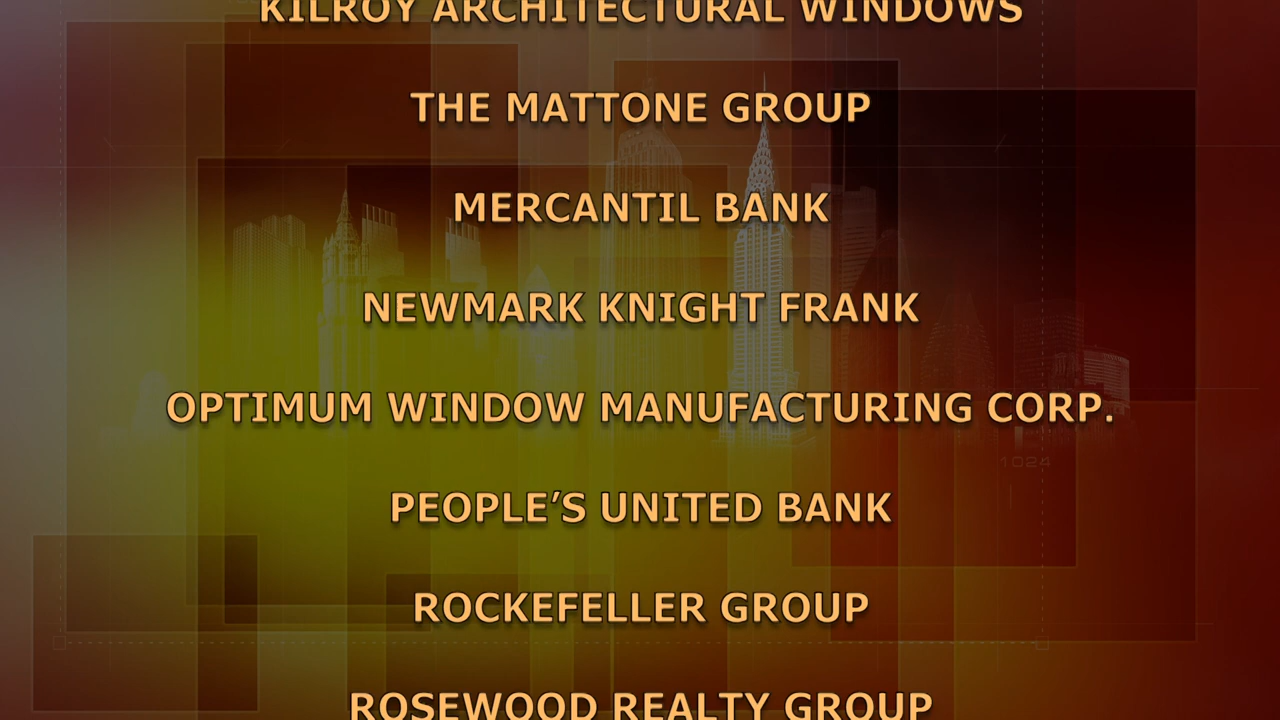 KILROY ARCHITECTURAL WINDOWS
THE MATTONE GROUP
MERCANTIL BANK
NEWMARK KNIGHT FRANK
OPTIMUM WINDOW MANUFACTURING CORP.
1024
PEOPLE’S UNITED BANK
ROCKEFELLER GROUP
ROSEWOOD REALTY GROUP